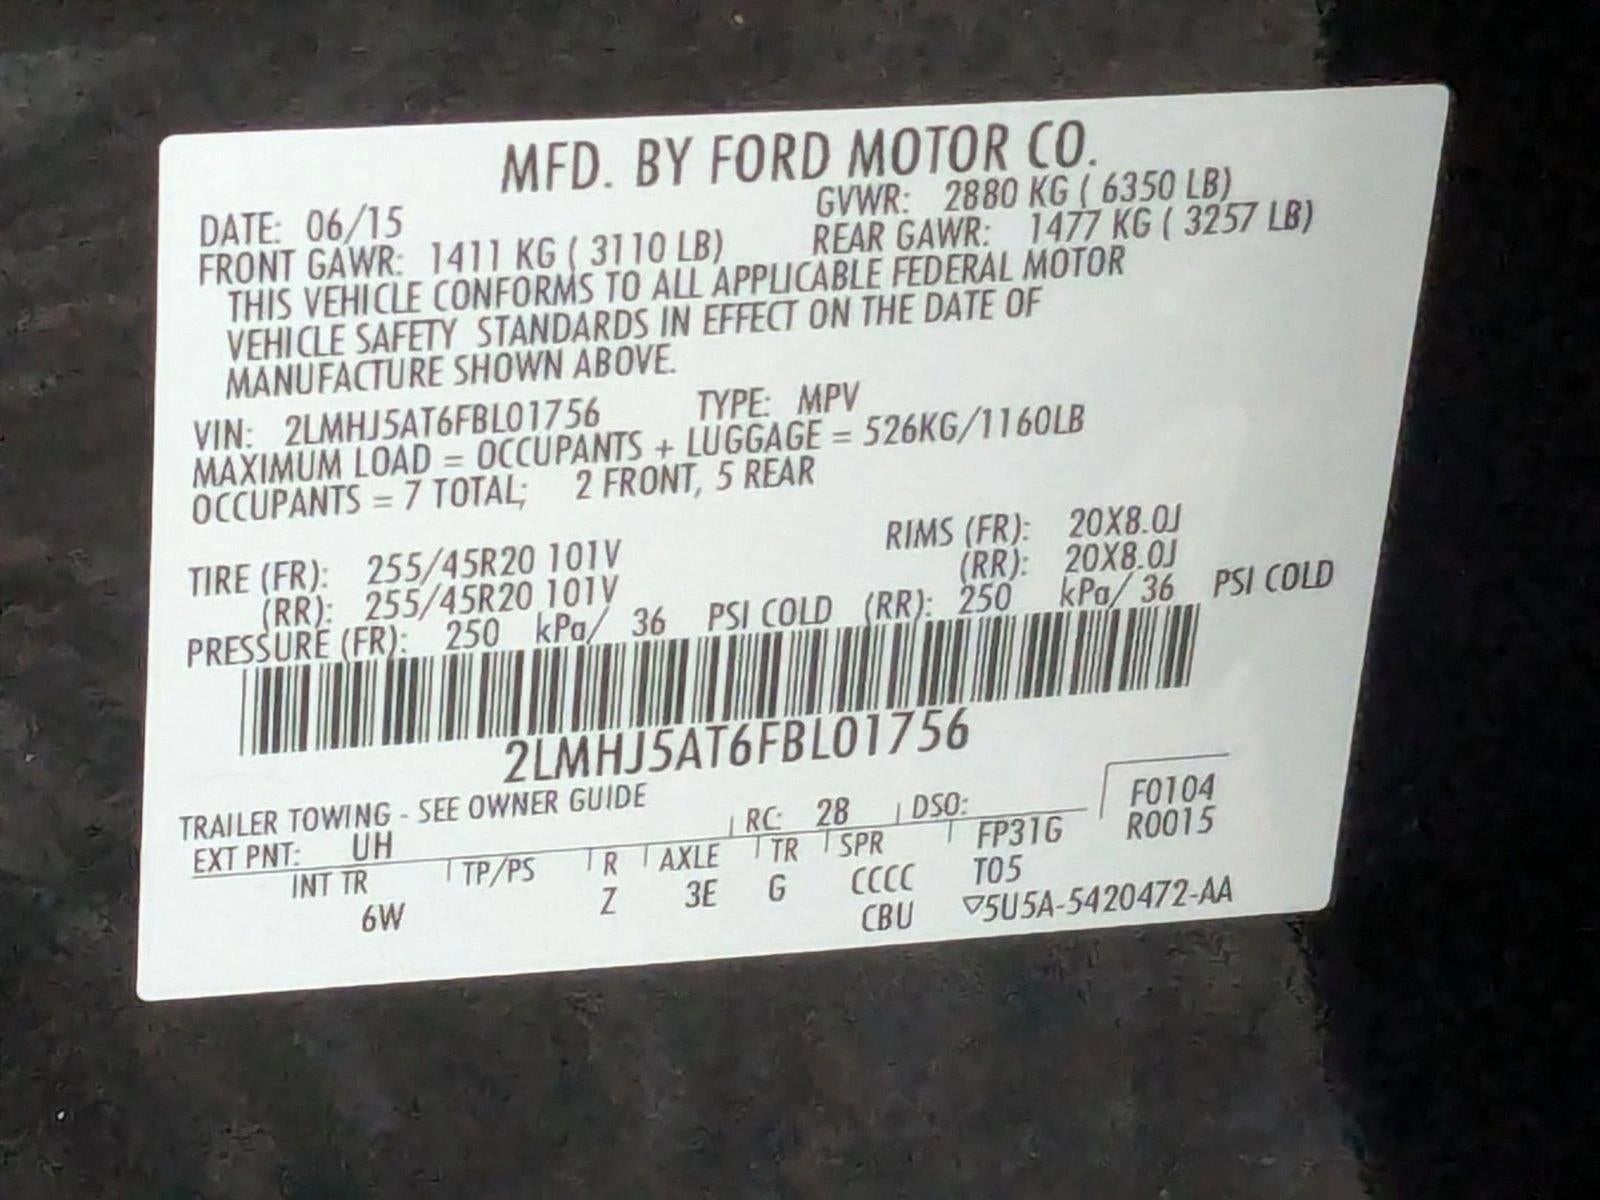 MFD. BY FORD MOTOR CO.
DATE: 06/15 GVWR: 2880 KG ( 6350 LB)
FRONT GAWR: 1411 KG ( 3110 LB) REAR GAWR: 1477 KG ( 3257 LB)
THIS VEHICLE CONFORMS TO ALL APPLICABLE FEDERAL MOTOR
VEHICLE SAFETY STANDARDS IN EFFECT ON THE DATE OF
MANUFACTURE SHOWN ABOVE.
VIN: 2LMHJ5AT6FBL01756 TYPE: MPV
MAXIMUM LOAD = OCCUPANTS + LUGGAGE = 526KG/1160LB
OCCUPANTS = 7 TOTAL; 2 FRONT, 5 REAR
TIRE (FR): 255/45R20 101V RIMS (FR): 20X8.0J
(RR): 255/45R20 101V (RR): 20X8.0J
PRESSURE (FR): 250 kPa/ 36 PSI COLD (RR): 250 kPa/ 36 PSI COLD
2LMHJ5AT6FBL01756
TRAILER TOWING - SEE OWNER GUIDE
EXT PNT: UH RC: 28 DSO: F0104
INT TR TP/PS R AXLE TR SPR FP31G R0015
6W Z 3E G CCCC T05
CBU ▽5U5A-5420472-AA